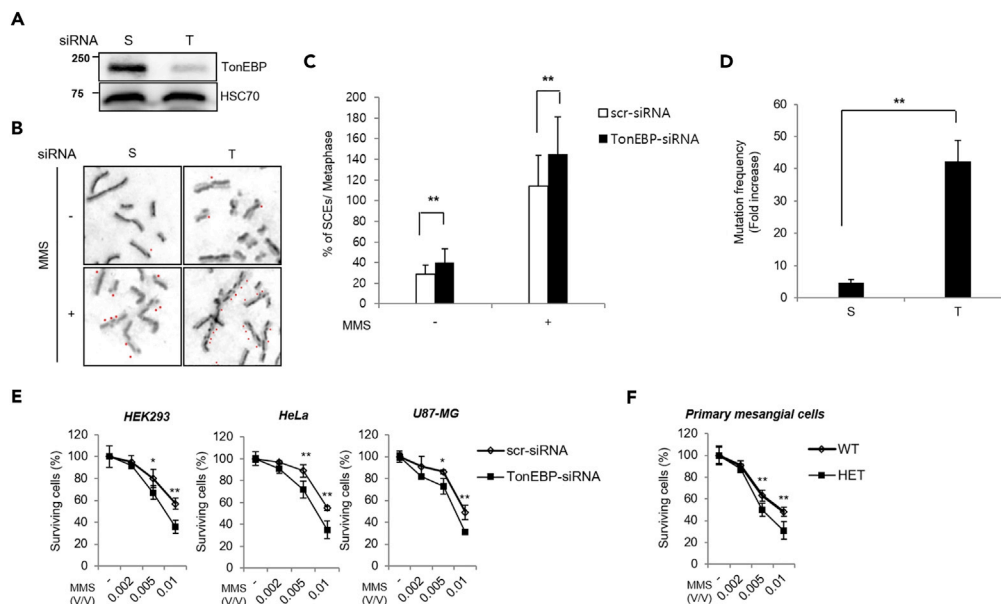 A
siRNA S T
250
TonEBP
75
HSC70
B
siRNA S T
MMS
-
+
C
% of SCEs/ Metaphase
200
180
160
140
120
100
80
60
40
20
0
**
**
scr-siRNA
TonEBP-siRNA
MMS - +
D
Mutation frequency
(Fold increase)
60
50
40
30
20
10
0
**
S T
E
HEK293
Surviving cells (%)
120
100
80
60
40
20
0
*
**
MMS
(V/V)
- 0.002 0.005 0.01
HeLa
Surviving cells (%)
120
100
80
60
40
20
0
**
**
- 0.002 0.005 0.01
U87-MG
Surviving cells (%)
120
100
80
60
40
20
0
*
**
- 0.002 0.005 0.01
scr-siRNA
TonEBP-siRNA
MMS
(V/V)
F
Primary mesangial cells
Surviving cells (%)
120
100
80
60
40
20
0
**
**
- 0.002 0.005 0.01
WT
HET
MMS
(V/V)